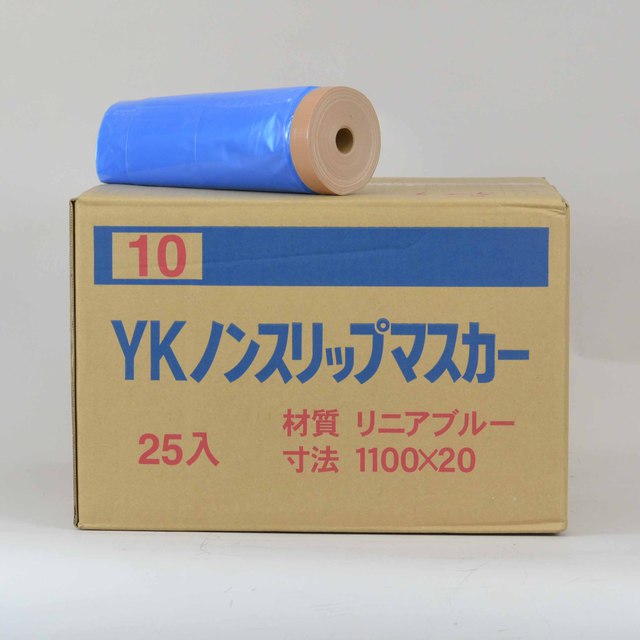 10
YKノンスリップマスカー
25入
材質 リニアブルー
寸法 1100×20